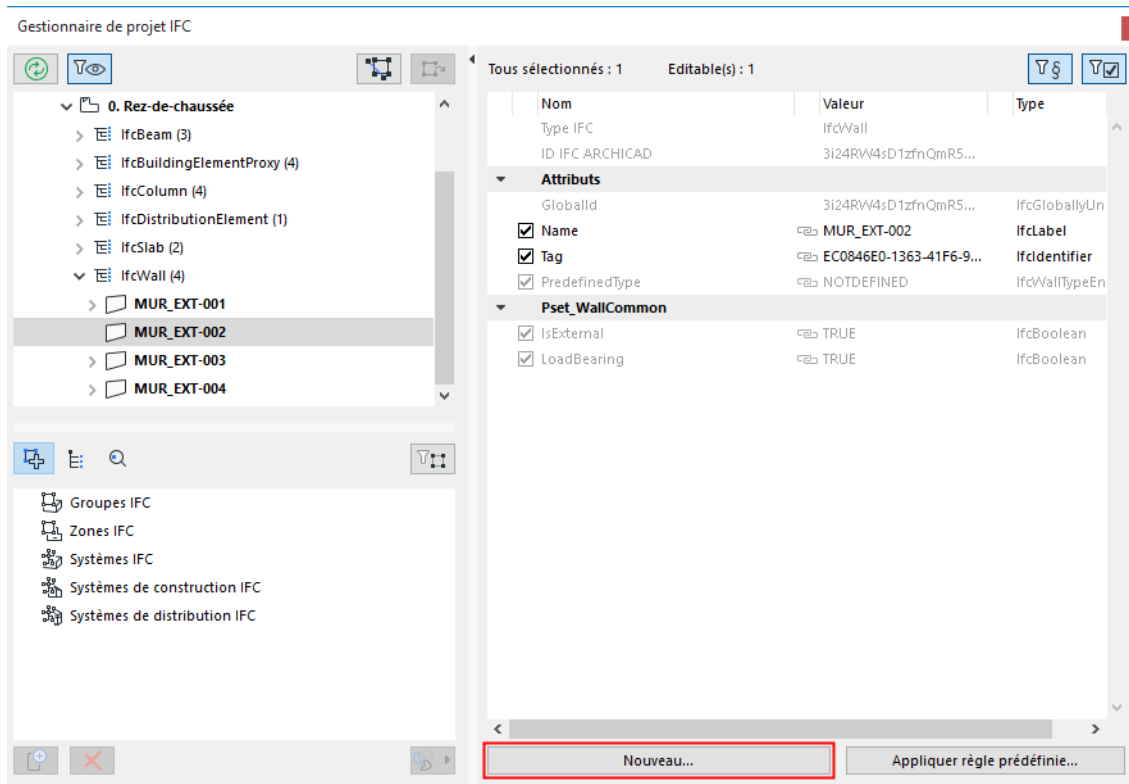 Gestionnaire de projet IFC
0. Rez-de-chaussée
IfcBeam (3)
IfcBuildingElementProxy (4)
IfcColumn (4)
IfcDistributionElement (1)
IfcSlab (2)
IfcWall (4)
MUR_EXT-001
MUR_EXT-002
MUR_EXT-003
MUR_EXT-004
Groupes IFC
Zones IFC
Systèmes IFC
Systèmes de construction IFC
Systèmes de distribution IFC
Tous sélectionnés : 1 Editable(s) : 1
Nom Valeur Type
Type IFC IfcWall
ID IFC ARCHICAD 3i24RW4sD1zfnQmR5...
Attributs
GlobalId 3i24RW4sD1zfnQmR5... IfcGloballyUn
Name MUR_EXT-002 IfcLabel
Tag EC0846E0-1363-41F6-9... IfcIdentifier
PredefinedType NOTDEFINED IfcWallTypeEn
Pset_WallCommon
IsExternal TRUE IfcBoolean
LoadBearing TRUE IfcBoolean
Nouveau... Appliquer règle prédéfinie...